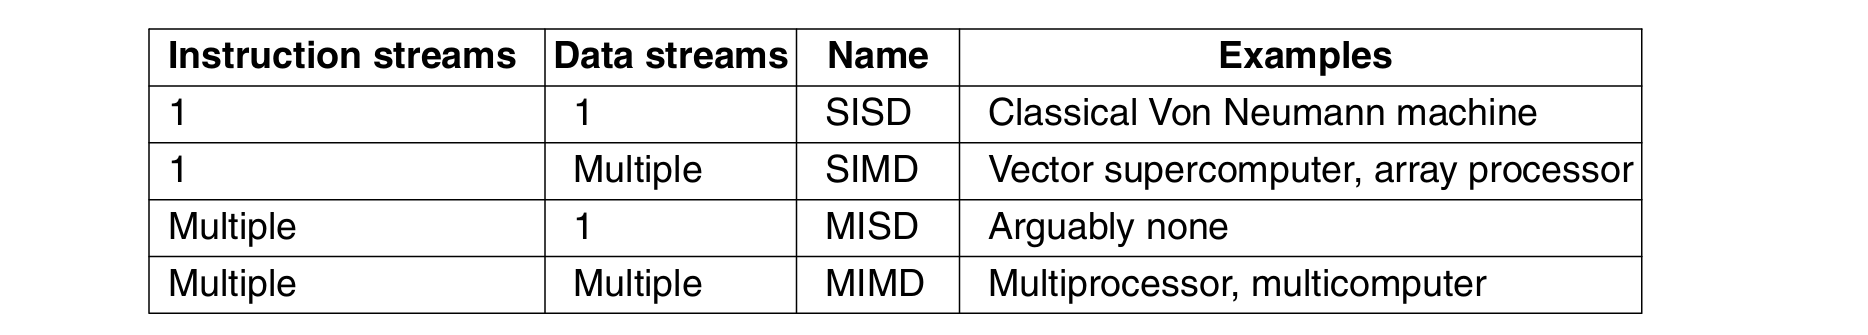 Instruction streams Data streams Name Examples
1 1 SISD Classical Von Neumann machine
1 Multiple SIMD Vector supercomputer, array processor
Multiple 1 MISD Arguably none
Multiple Multiple MIMD Multiprocessor, multicomputer